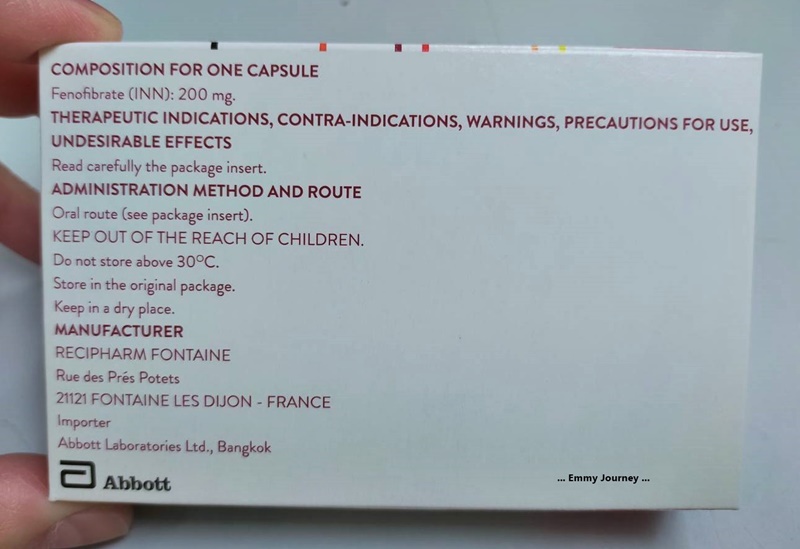 COMPOSITION FOR ONE CAPSULE
Fenofibrate (INN): 200 mg.
THERAPEUTIC INDICATIONS, CONTRA-INDICATIONS, WARNINGS, PRECAUTIONS FOR USE,
UNDESIRABLE EFFECTS
Read carefully the package insert.
ADMINISTRATION METHOD AND ROUTE
Oral route (see package insert).
KEEP OUT OF THE REACH OF CHILDREN.
Do not store above 30ºC.
Store in the original package.
Keep in a dry place.
MANUFACTURER
RECIPHARM FONTAINE
Rue des Prés Potets
21121 FONTAINE LES DIJON - FRANCE
Importer
Abbott Laboratories Ltd., Bangkok
Abbott
... Emmy Journey ...